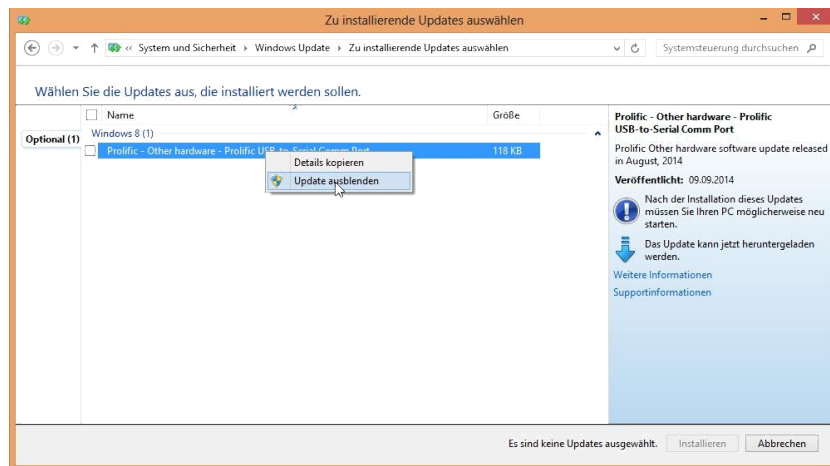 Zu installierende Updates auswählen
« System und Sicherheit ▸ Windows Update ▸ Zu installierende Updates auswählen
Systemsteuerung durchsuchen
Wählen Sie die Updates aus, die installiert werden sollen.
Name Größe
Optional (1)
Windows 8 (1)
Prolific - Other hardware - Prolific USB-to-Serial Comm Port 118 KB
Details kopieren
Update ausblenden
Prolific - Other hardware - Prolific
USB-to-Serial Comm Port
Prolific Other hardware software update released
in August, 2014
Veröffentlicht: 09.09.2014
Nach der Installation dieses Updates
müssen Sie Ihren PC möglicherweise neu
starten.
Das Update kann jetzt heruntergeladen
werden.
Weitere Informationen
Supportinformationen
Es sind keine Updates ausgewählt. Installieren Abbrechen